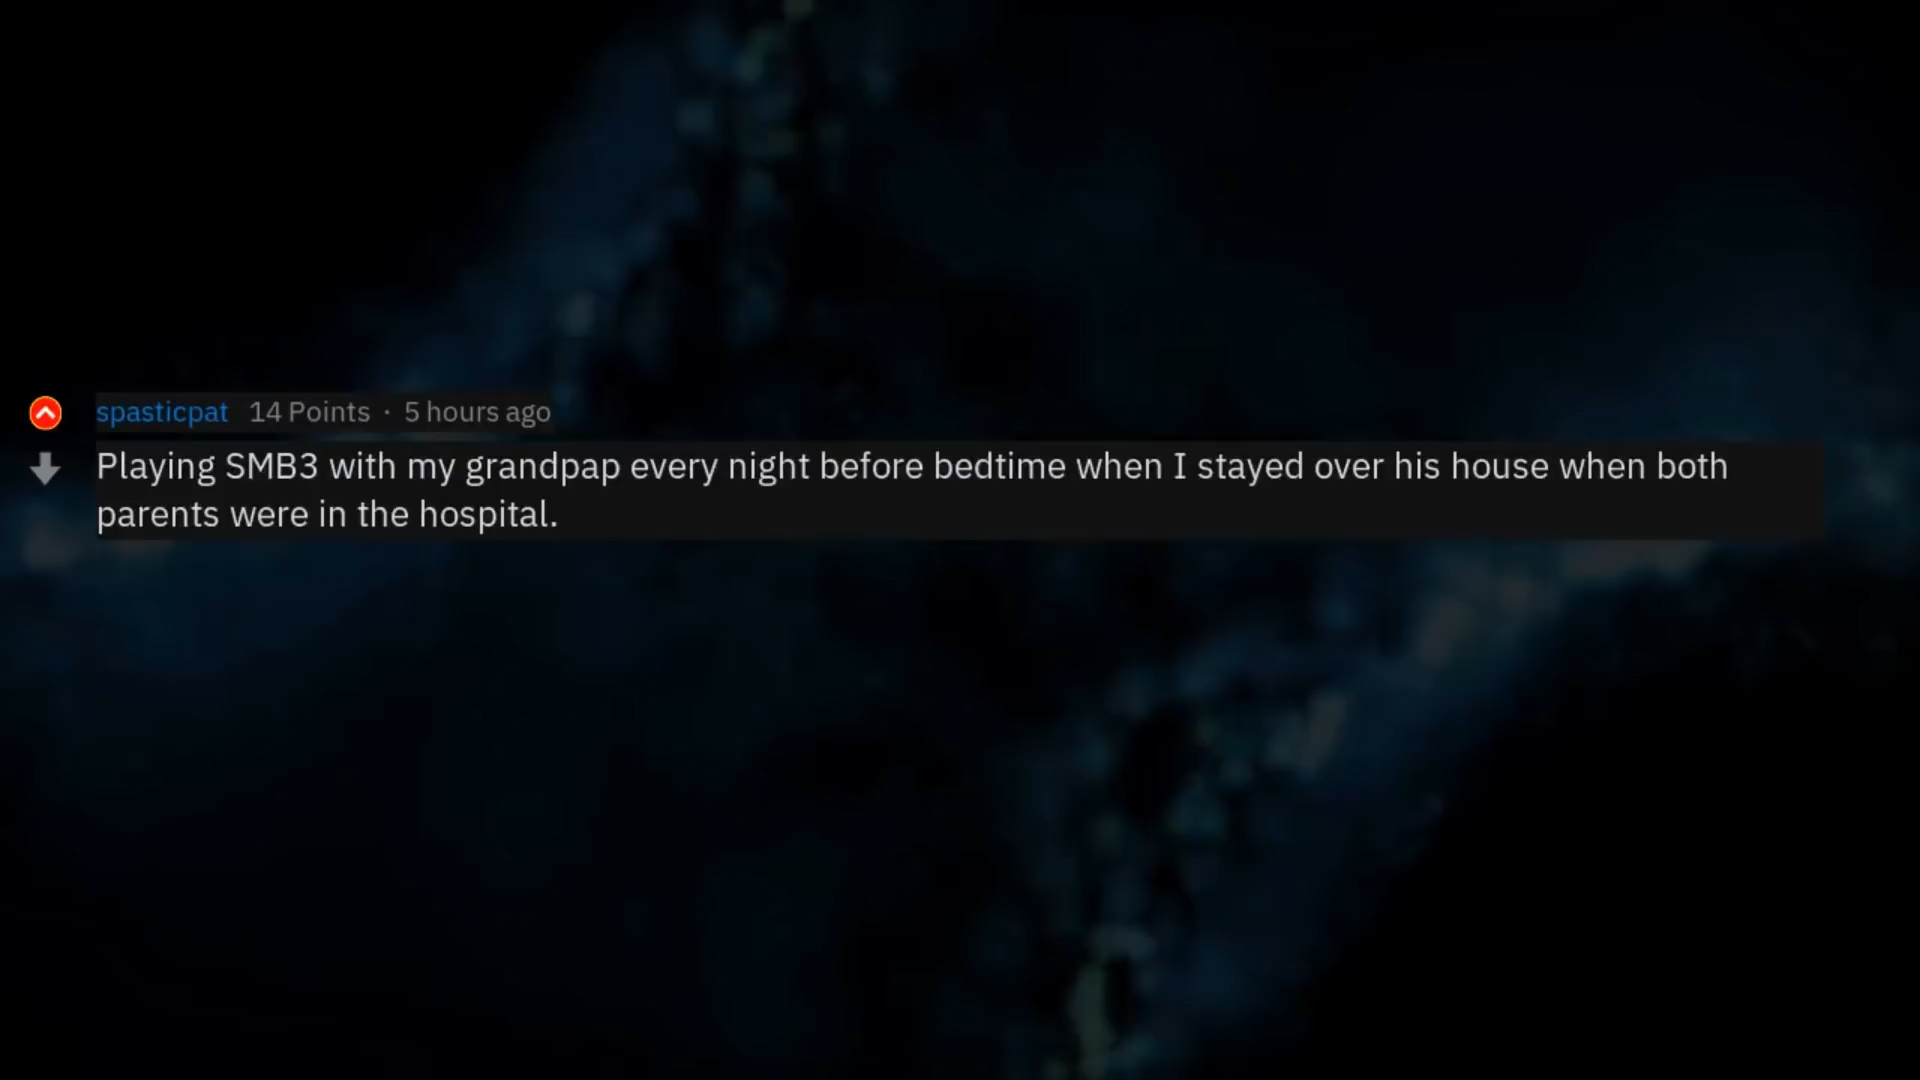 spasticpat 14 Points · 5 hours ago
Playing SMB3 with my grandpap every night before bedtime when I stayed over his house when both
parents were in the hospital.